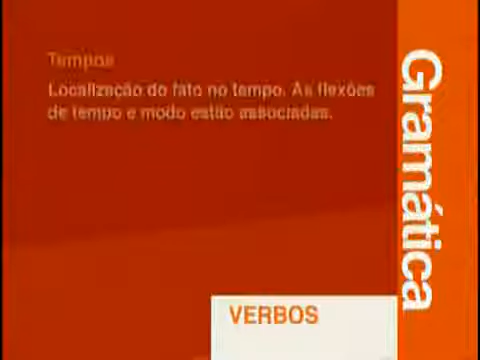 Tempos
Localização do fato no tempo. As flexões
de tempo e modo estão associadas.
Gramática
VERBOS